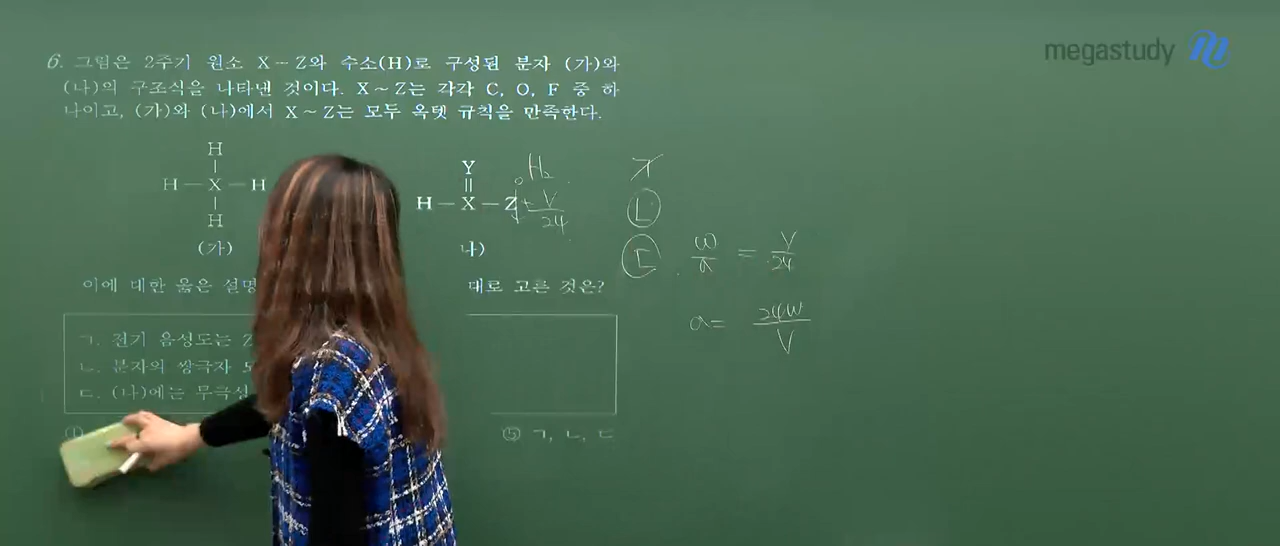 megastudy
6. 그림은 2주기 원소 X~Z와 수소(H)로 구성된 분자 (가)와
(나)의 구조식을 나타낸 것이다. X~Z는 각각 C, O, F 중 하
나이고, (가)와 (나)에서 X~Z는 모두 옥텟 규칙을 만족한다.
H
H-X-H
H
(가)
Y
H-X-Z
나)
H₂
V/24
ㄱ
ㄴ
ㄷ
w/a = V/24
a = 24w/V
이에 대한 옳은 설명
대로 고른 것은?
ㄱ. 전기 음성도는 Z
ㄴ. 분자의 쌍극자 모
ㄷ. (나)에는 무극성
①
⑤ ㄱ, ㄴ, ㄷ